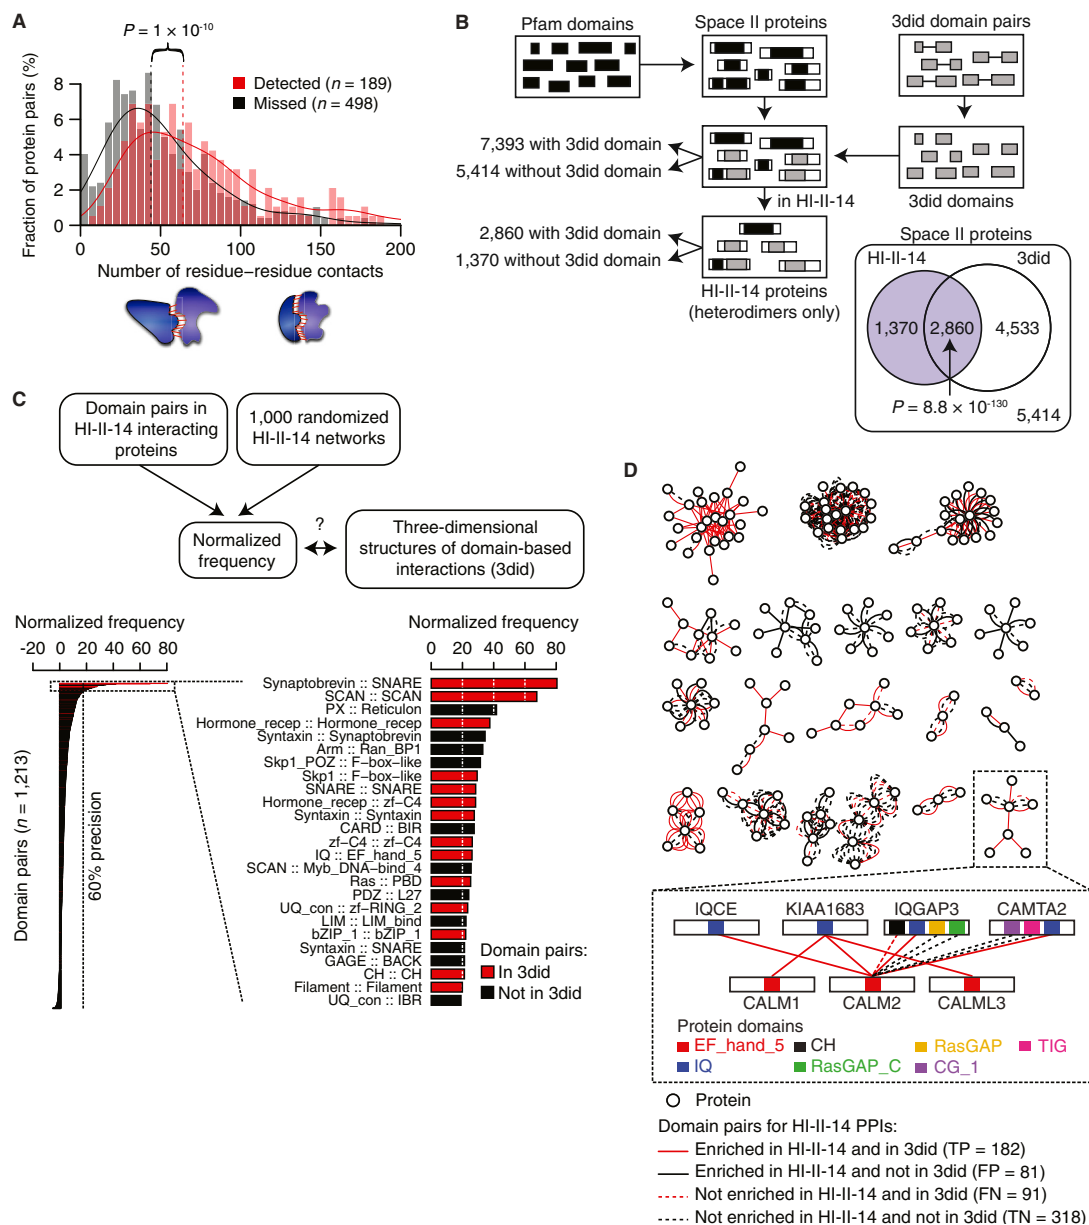 A
P = 1 × 10-10
Fraction of protein pairs (%)
8
6
4
2
0
Detected (n = 189)
Missed (n = 498)
0 50 100 150 200
Number of residue−residue contacts
B
Pfam domains
Space II proteins
3did domain pairs
7,393 with 3did domain
5,414 without 3did domain
3did domains
in HI-II-14
2,860 with 3did domain
1,370 without 3did domain
HI-II-14 proteins
(heterodimers only)
Space II proteins
HI-II-14
3did
1,370 2,860 4,533
P = 8.8 × 10-130
5,414
C
Domain pairs in
HI-II-14 interacting
proteins
1,000 randomized
HI-II-14 networks
Normalized
frequency
?
Three-dimensional
structures of domain-based
interactions (3did)
Normalized frequency
-20 0 20 40 60 80
Domain pairs (n = 1,213)
60% precision
Normalized frequency
0 20 40 60 80
Synaptobrevin :: SNARE
SCAN :: SCAN
PX :: Reticulon
Hormone_recep :: Hormone_recep
Syntaxin :: Synaptobrevin
Arm :: Ran_BP1
Skp1_POZ :: F-box-like
Skp1 :: F-box-like
SNARE :: SNARE
Hormone_recep :: zf-C4
Syntaxin :: Syntaxin
CARD :: BIR
zf-C4 :: zf-C4
IQ :: EF_hand_5
SCAN :: Myb_DNA-bind_4
Ras :: PBD
PDZ :: L27
UQ_con :: zf-RING_2
LIM :: LIM_bind
bZIP_1 :: bZIP_1
Syntaxin :: SNARE
GAGE :: BACK
CH :: CH
Filament :: Filament
UQ_con :: IBR
Domain pairs:
In 3did
Not in 3did
D
IQCE KIAA1683 IQGAP3 CAMTA2
CALM1 CALM2 CALML3
Protein domains
EF_hand_5 CH RasGAP TIG
IQ RasGAP_C CG_1
Protein
Domain pairs for HI-II-14 PPIs:
Enriched in HI-II-14 and in 3did (TP = 182)
Enriched in HI-II-14 and not in 3did (FP = 81)
Not enriched in HI-II-14 and in 3did (FN = 91)
Not enriched in HI-II-14 and not in 3did (TN = 318)